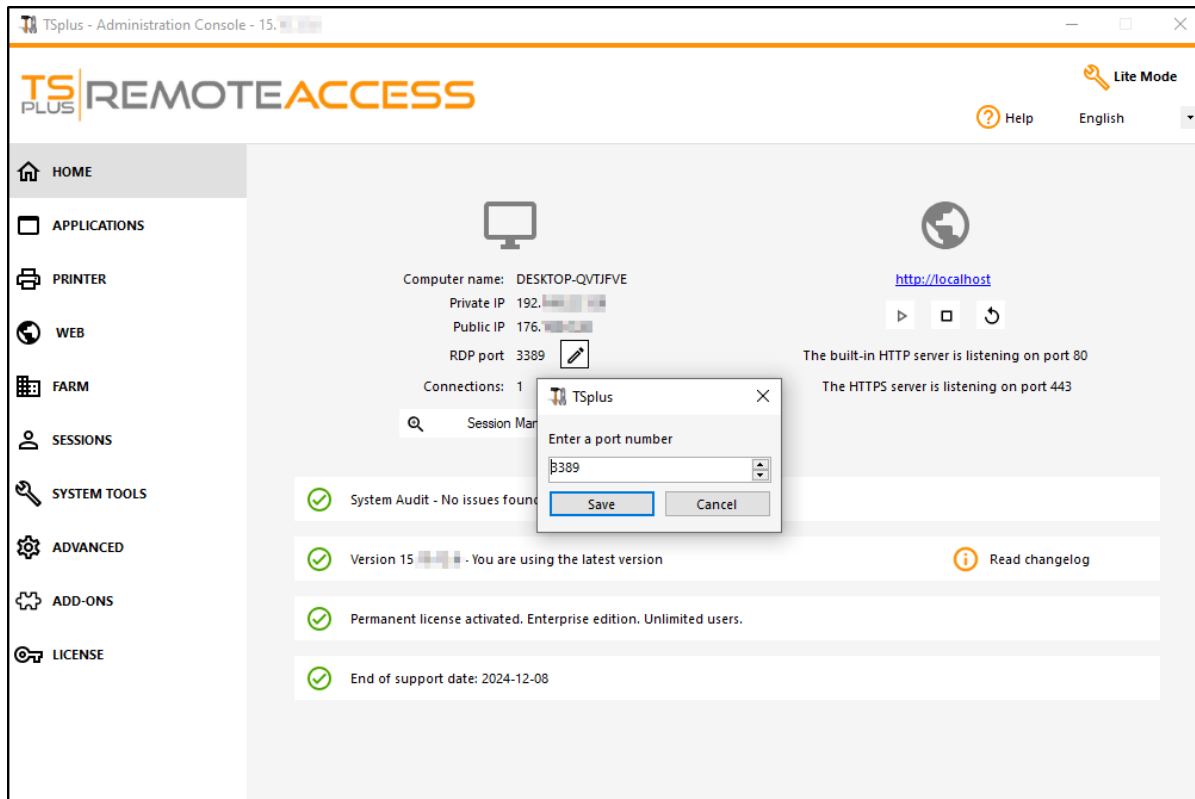 TSplus - Administration Console - 15.
TS PLUS REMOTEACCESS
Lite Mode
Help English
HOME
APPLICATIONS
PRINTER
WEB
FARM
SESSIONS
SYSTEM TOOLS
ADVANCED
ADD-ONS
LICENSE
Computer name: DESKTOP-QVTJFVE
Private IP 192.
Public IP 176.
RDP port 3389
Connections: 1
Session Man
http://localhost
The built-in HTTP server is listening on port 80
The HTTPS server is listening on port 443
TSplus
Enter a port number
3389
Save Cancel
System Audit - No issues found
Version 15 - You are using the latest version
Read changelog
Permanent license activated. Enterprise edition. Unlimited users.
End of support date: 2024-12-08